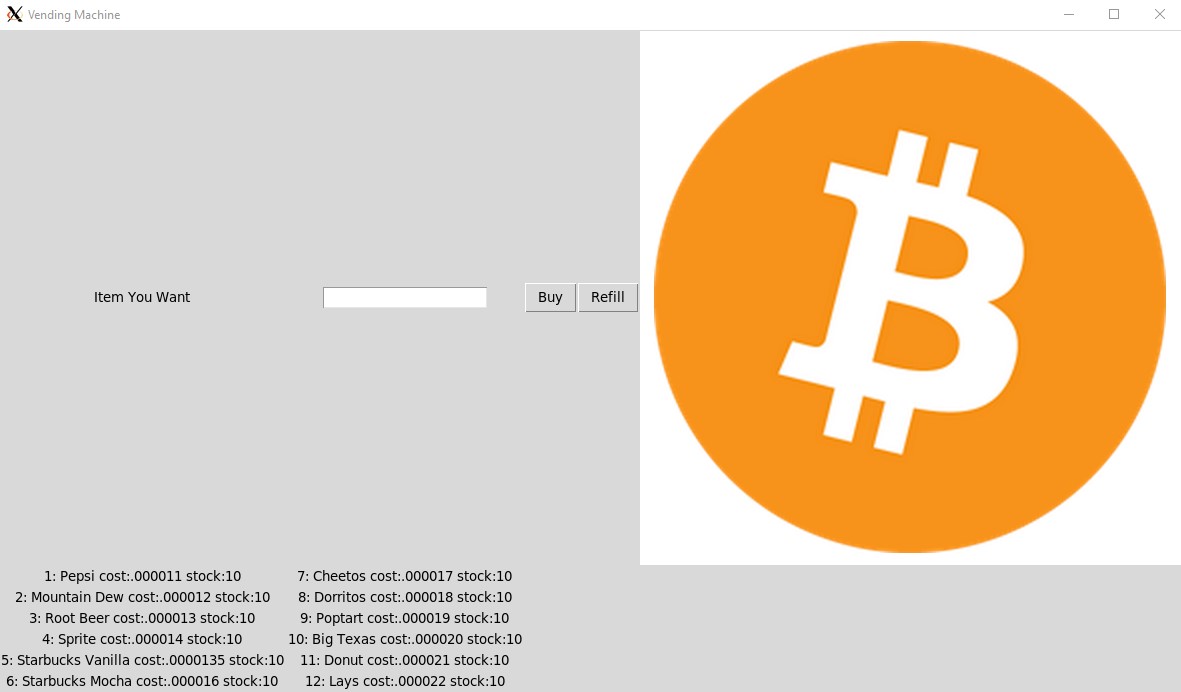 Vending Machine
Item You Want
Buy
Refill
1: Pepsi cost:.000011 stock:10
2: Mountain Dew cost:.000012 stock:10
3: Root Beer cost:.000013 stock:10
4: Sprite cost:.000014 stock:10
5: Starbucks Vanilla cost:.0000135 stock:10
6: Starbucks Mocha cost:.000016 stock:10
7: Cheetos cost:.000017 stock:10
8: Dorritos cost:.000018 stock:10
9: Poptart cost:.000019 stock:10
10: Big Texas cost:.000020 stock:10
11: Donut cost:.000021 stock:10
12: Lays cost:.000022 stock:10